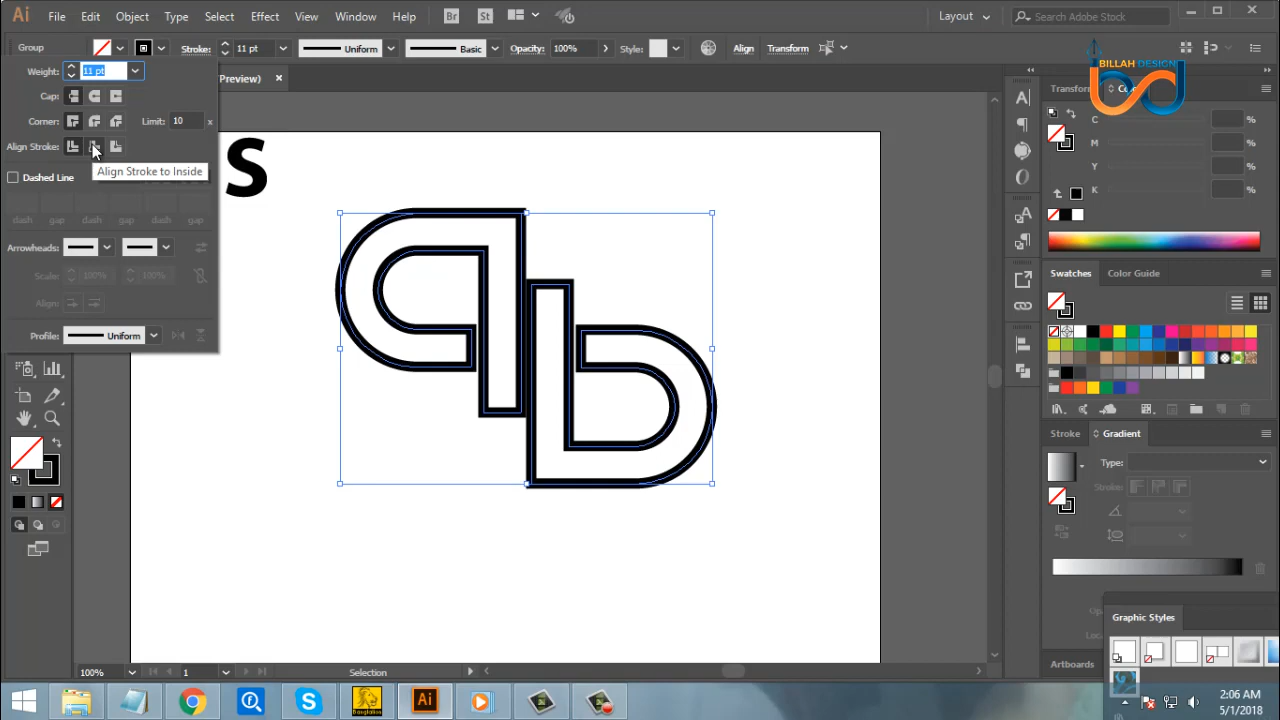 Ai File Edit Object Type Select Effect View Window Help Br St Layout Search Adobe Stock
Group Stroke: 11 pt Uniform Basic Opacity: 100% Style: Align Transform
BILLAH DESIGN
Weight: 11 pt
Preview) ×
Cap:
Corner: Limit: 10 x
Align Stroke:
Align Stroke to Inside
Dashed Line
dash gap dash gap dash gap
Arrowheads:
Scale: 100% 100%
Align:
Profile: Uniform
S
Transform
C %
M %
Y %
K %
Swatches Color Guide
Stroke Gradient
Type:
Stroke:
Graphic Styles
Artboards
100% 1 Selection
Banglalion
Ai
2:06 AM
5/1/2018